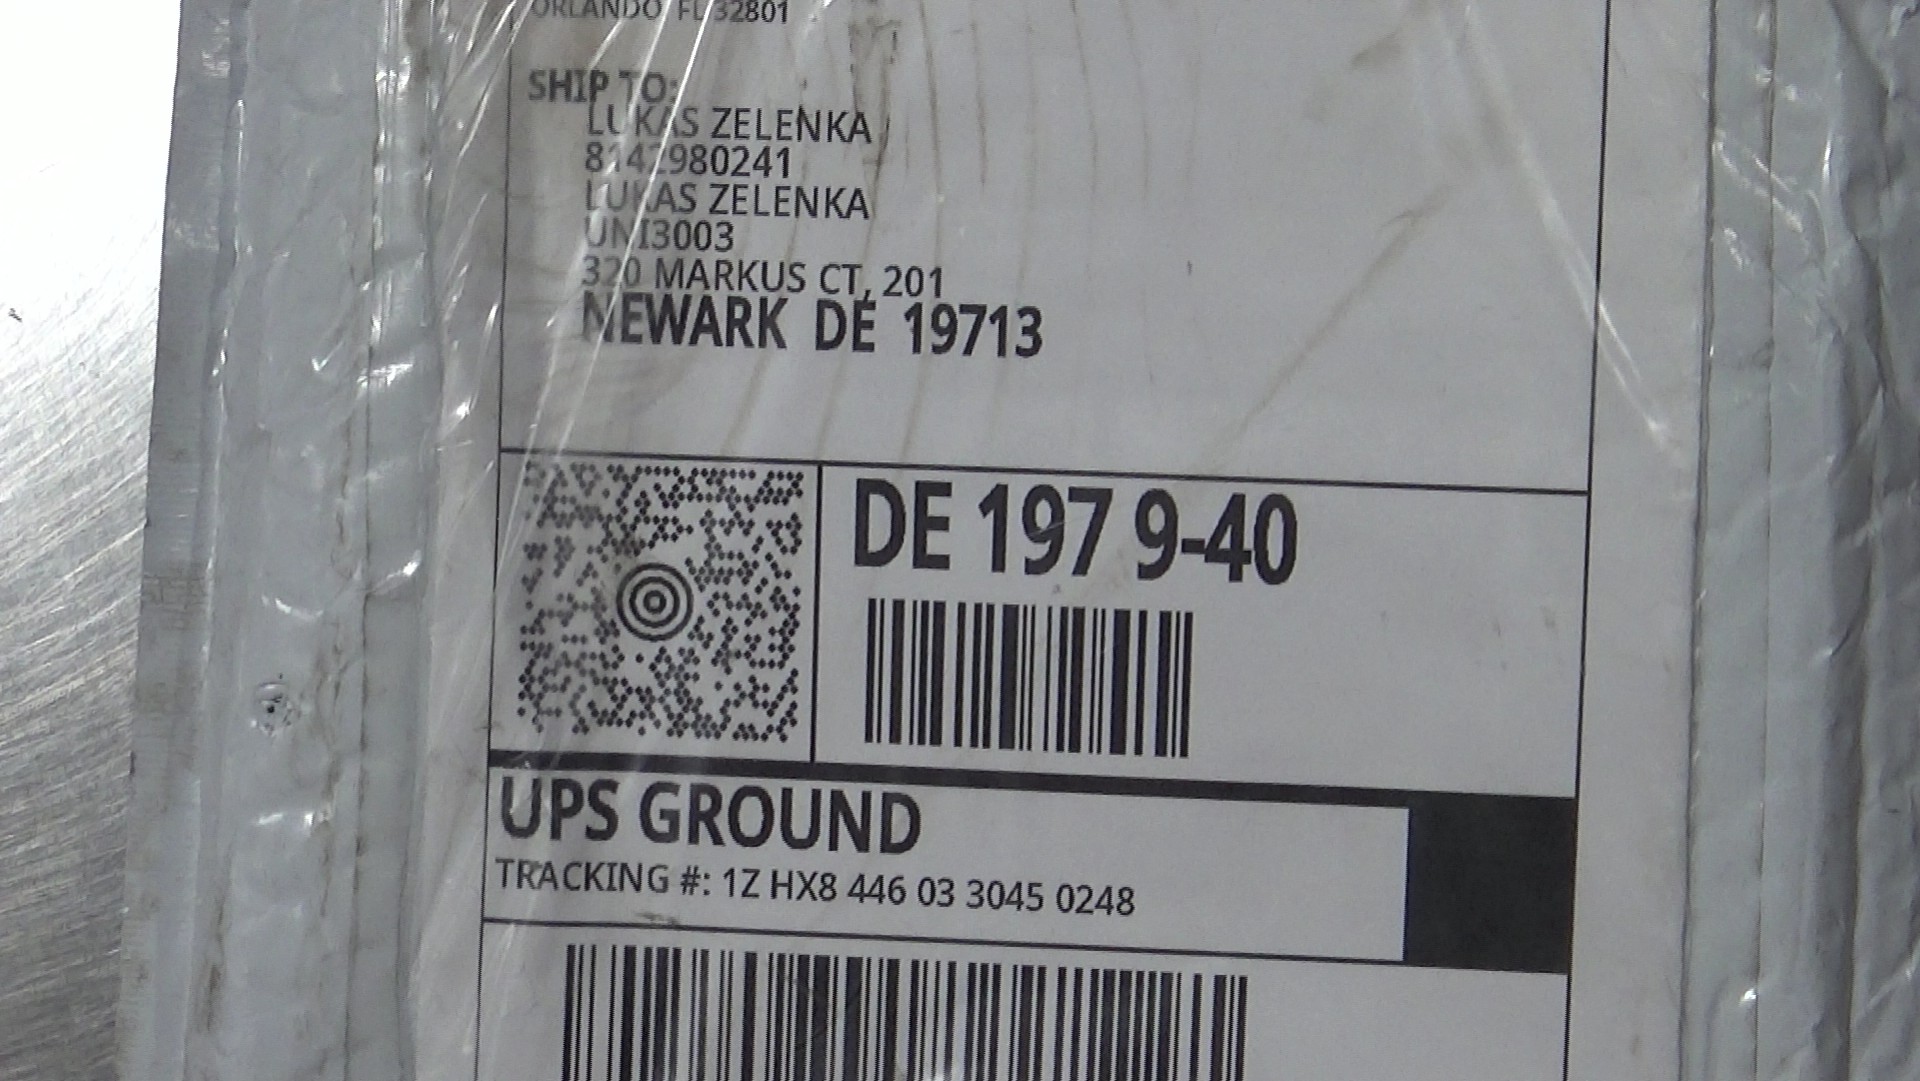 ORLANDO FL 32801
SHIP TO:
LUKAS ZELENKA
8142980241
LUKAS ZELENKA
UNI3003
320 MARKUS CT, 201
NEWARK DE 19713
DE 197 9-40
UPS GROUND
TRACKING #: 1Z HX8 446 03 3045 0248